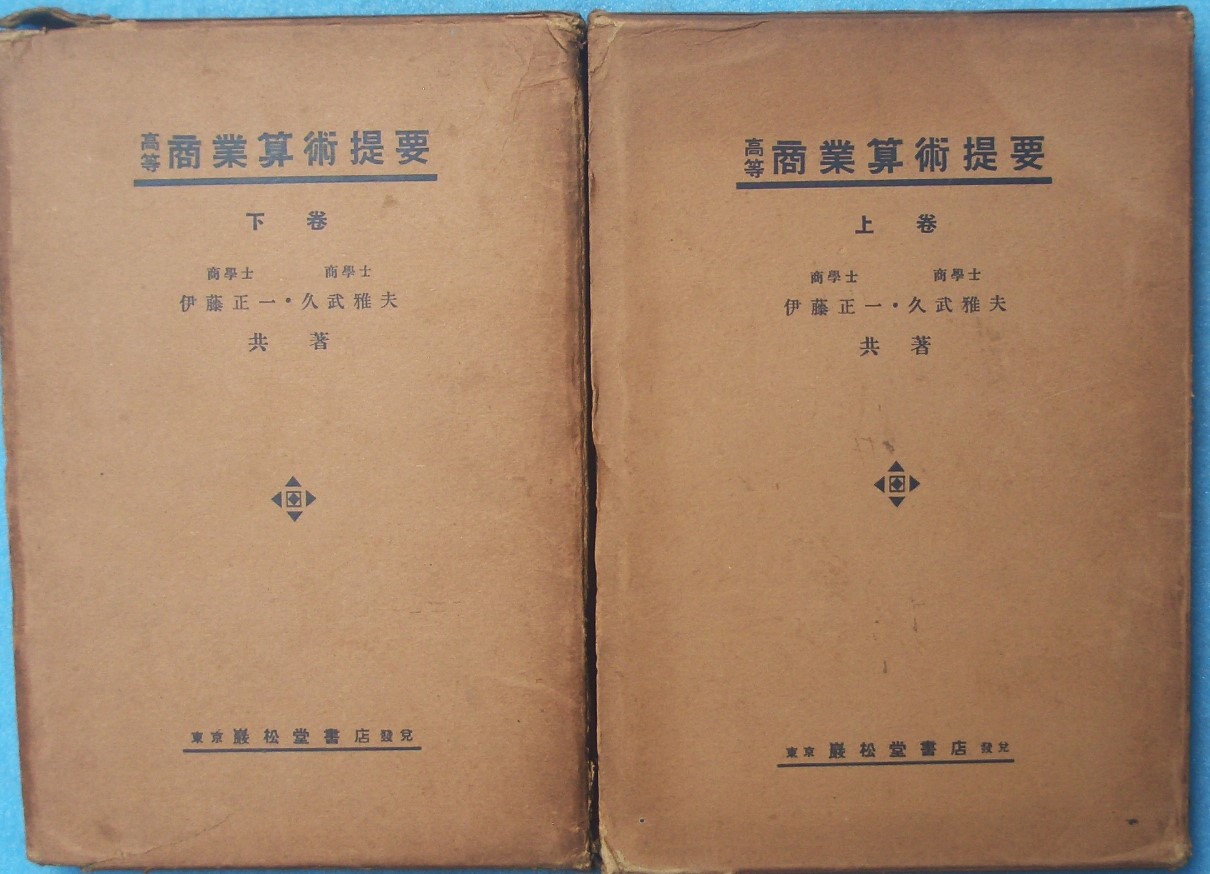 高等 商業算術提要
下卷
商學士 商學士
伊藤正一・久武雅夫
共著
東京 巖松堂書店 發兌
高等 商業算術提要
上卷
商學士 商學士
伊藤正一・久武雅夫
共著
東京 巖松堂書店 發兌